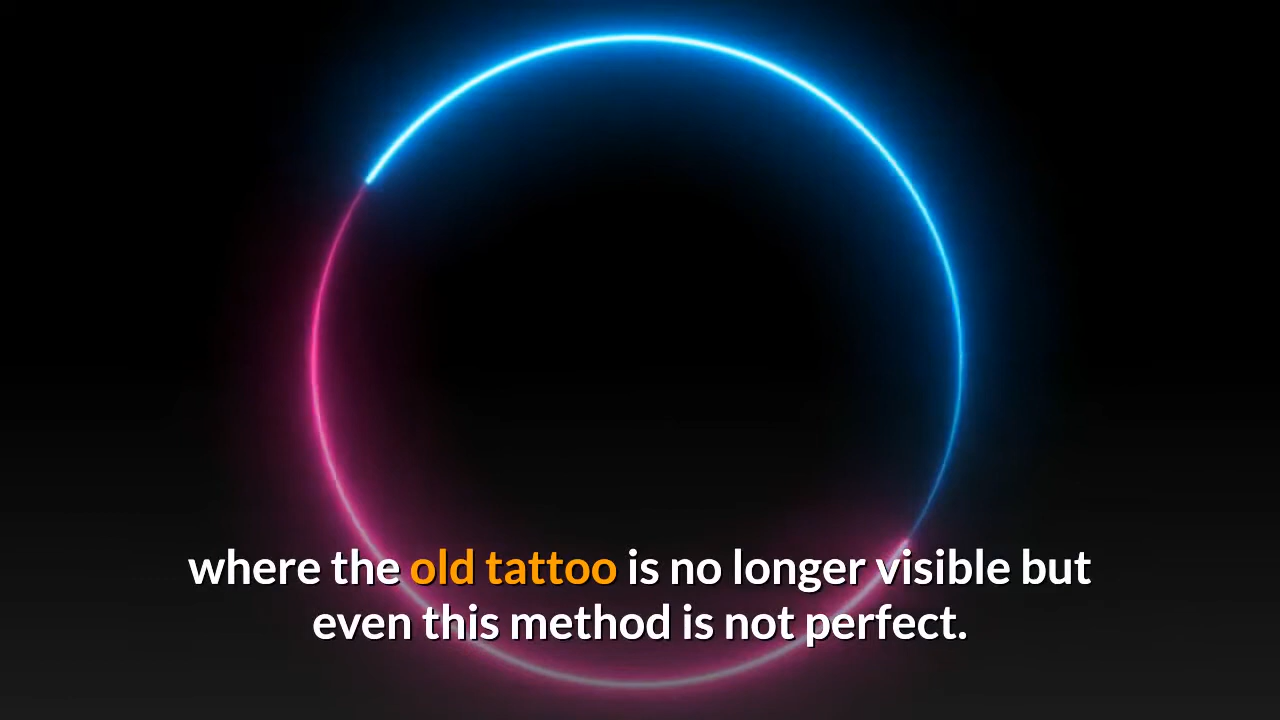 where the old tattoo is no longer visible but
even this method is not perfect.